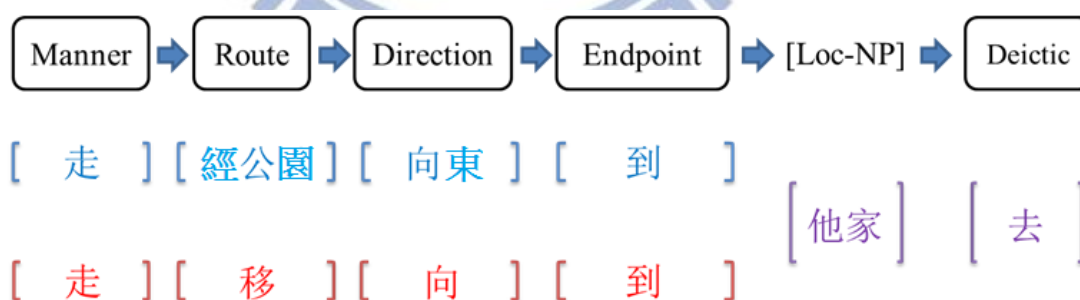 Manner Route Direction Endpoint [Loc-NP] Deictic
[ 走 ] [ 經公園 ] [ 向東 ] [ 到 ]
[ 他家 ] [ 去
[ 走 ] [ 移 ] [ 向 ] [ 到 ]